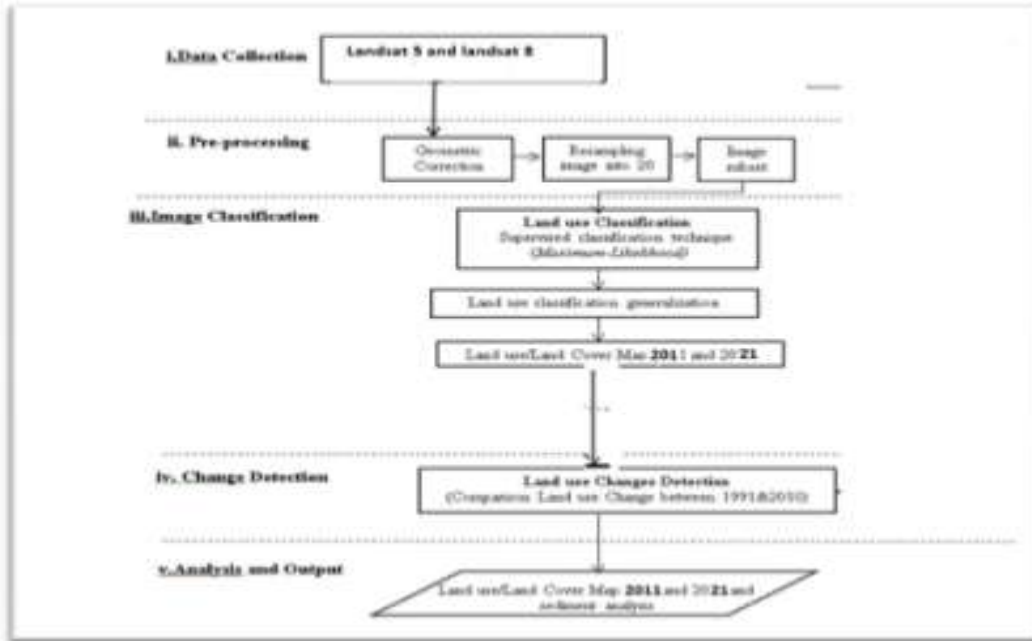 i.Data Collection
Landsat 5 and landsat 8
ii. Pre-processing
Geometric
Correction
Resampling
image into 20
Image
subset
iii.Image Classification
Land use Classification
Supervised classification technique
(Maximum-Likelihood)
Land use classification generalization
Land use/Land Cover Map 2011 and 2021
iv. Change Detection
Land use Changes Detection
(Comparison Land use Change between 1991&2010)
v.Analysis and Output
Land use/Land Cover Map 2011 and 2021 and
sediment analysis